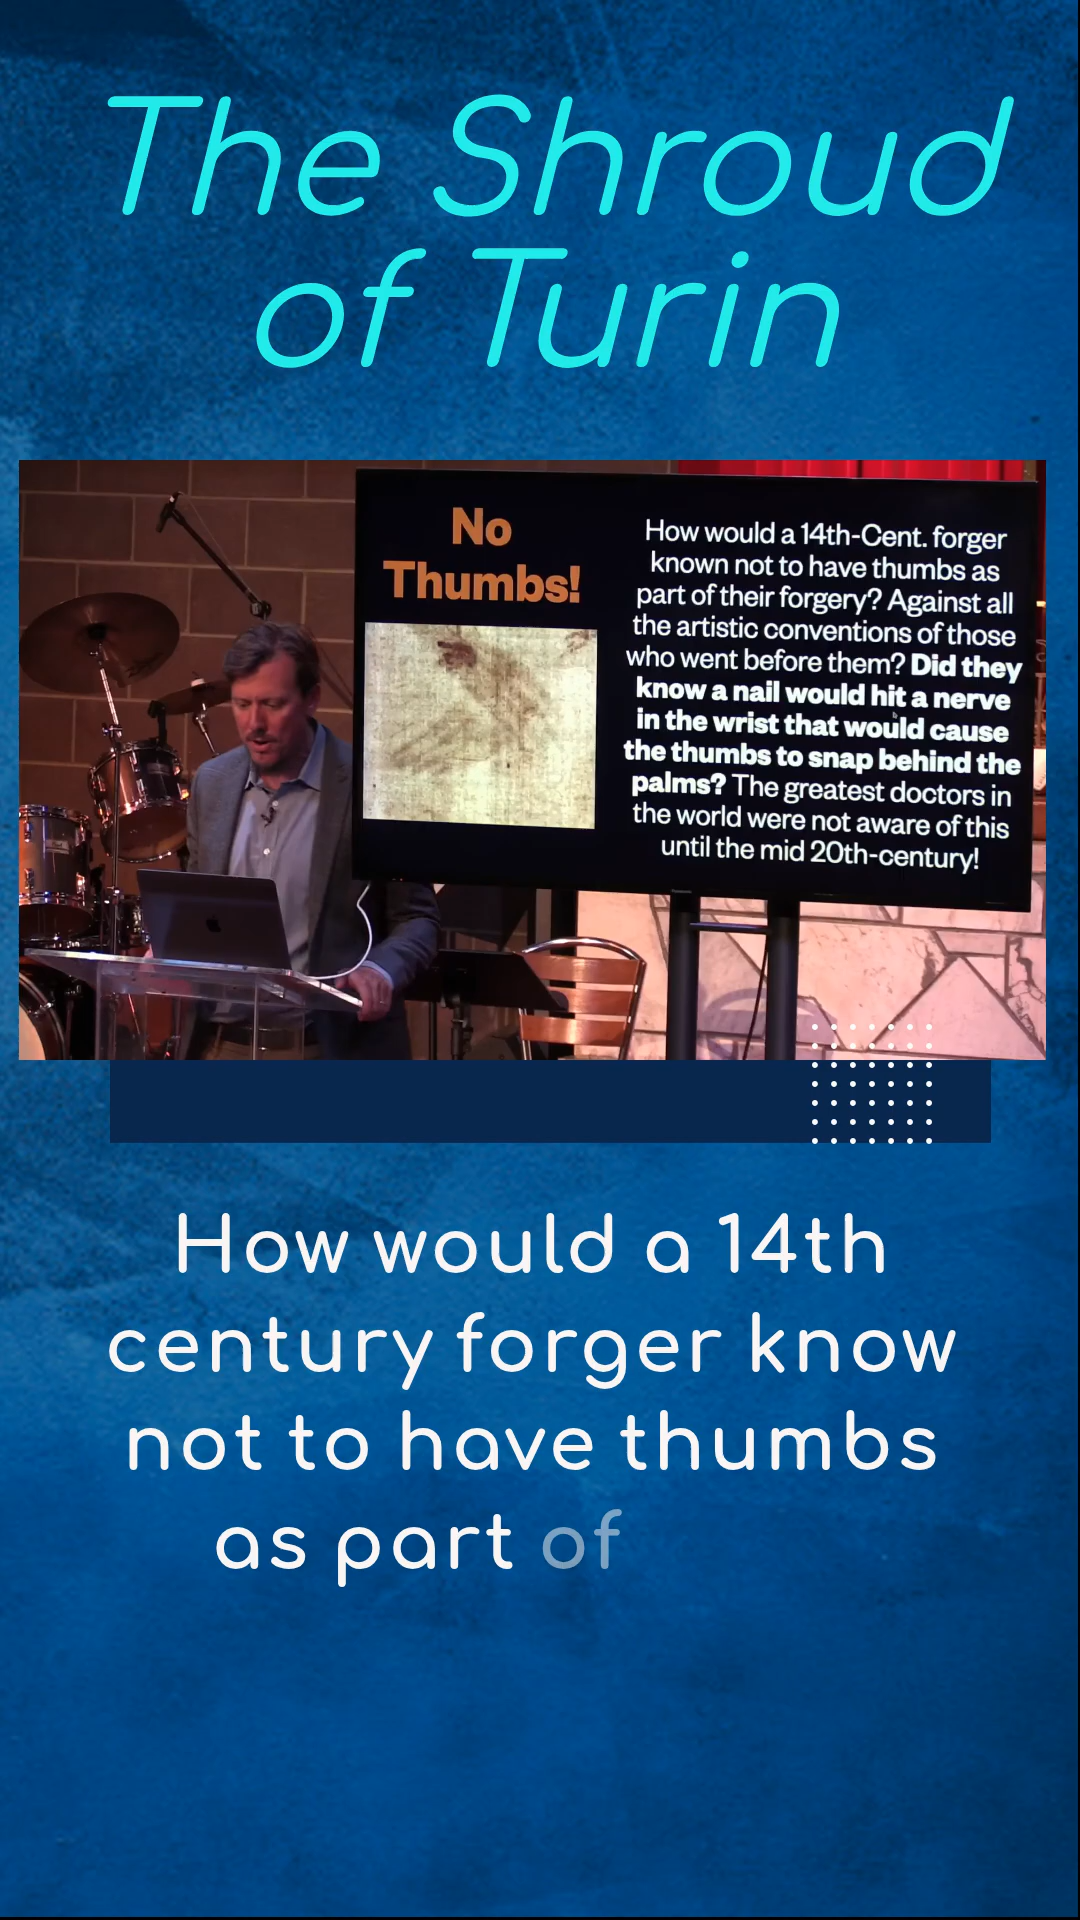 The Shroud
of Turin
No
Thumbs!
How would a 14th-Cent. forger
known not to have thumbs as
part of their forgery? Against all
the artistic conventions of those
who went before them? Did they
know a nail would hit a nerve
in the wrist that would cause
the thumbs to snap behind the
palms? The greatest doctors in
the world were not aware of this
until the mid 20th-century!
How would a 14th
century forger know
not to have thumbs
as part of